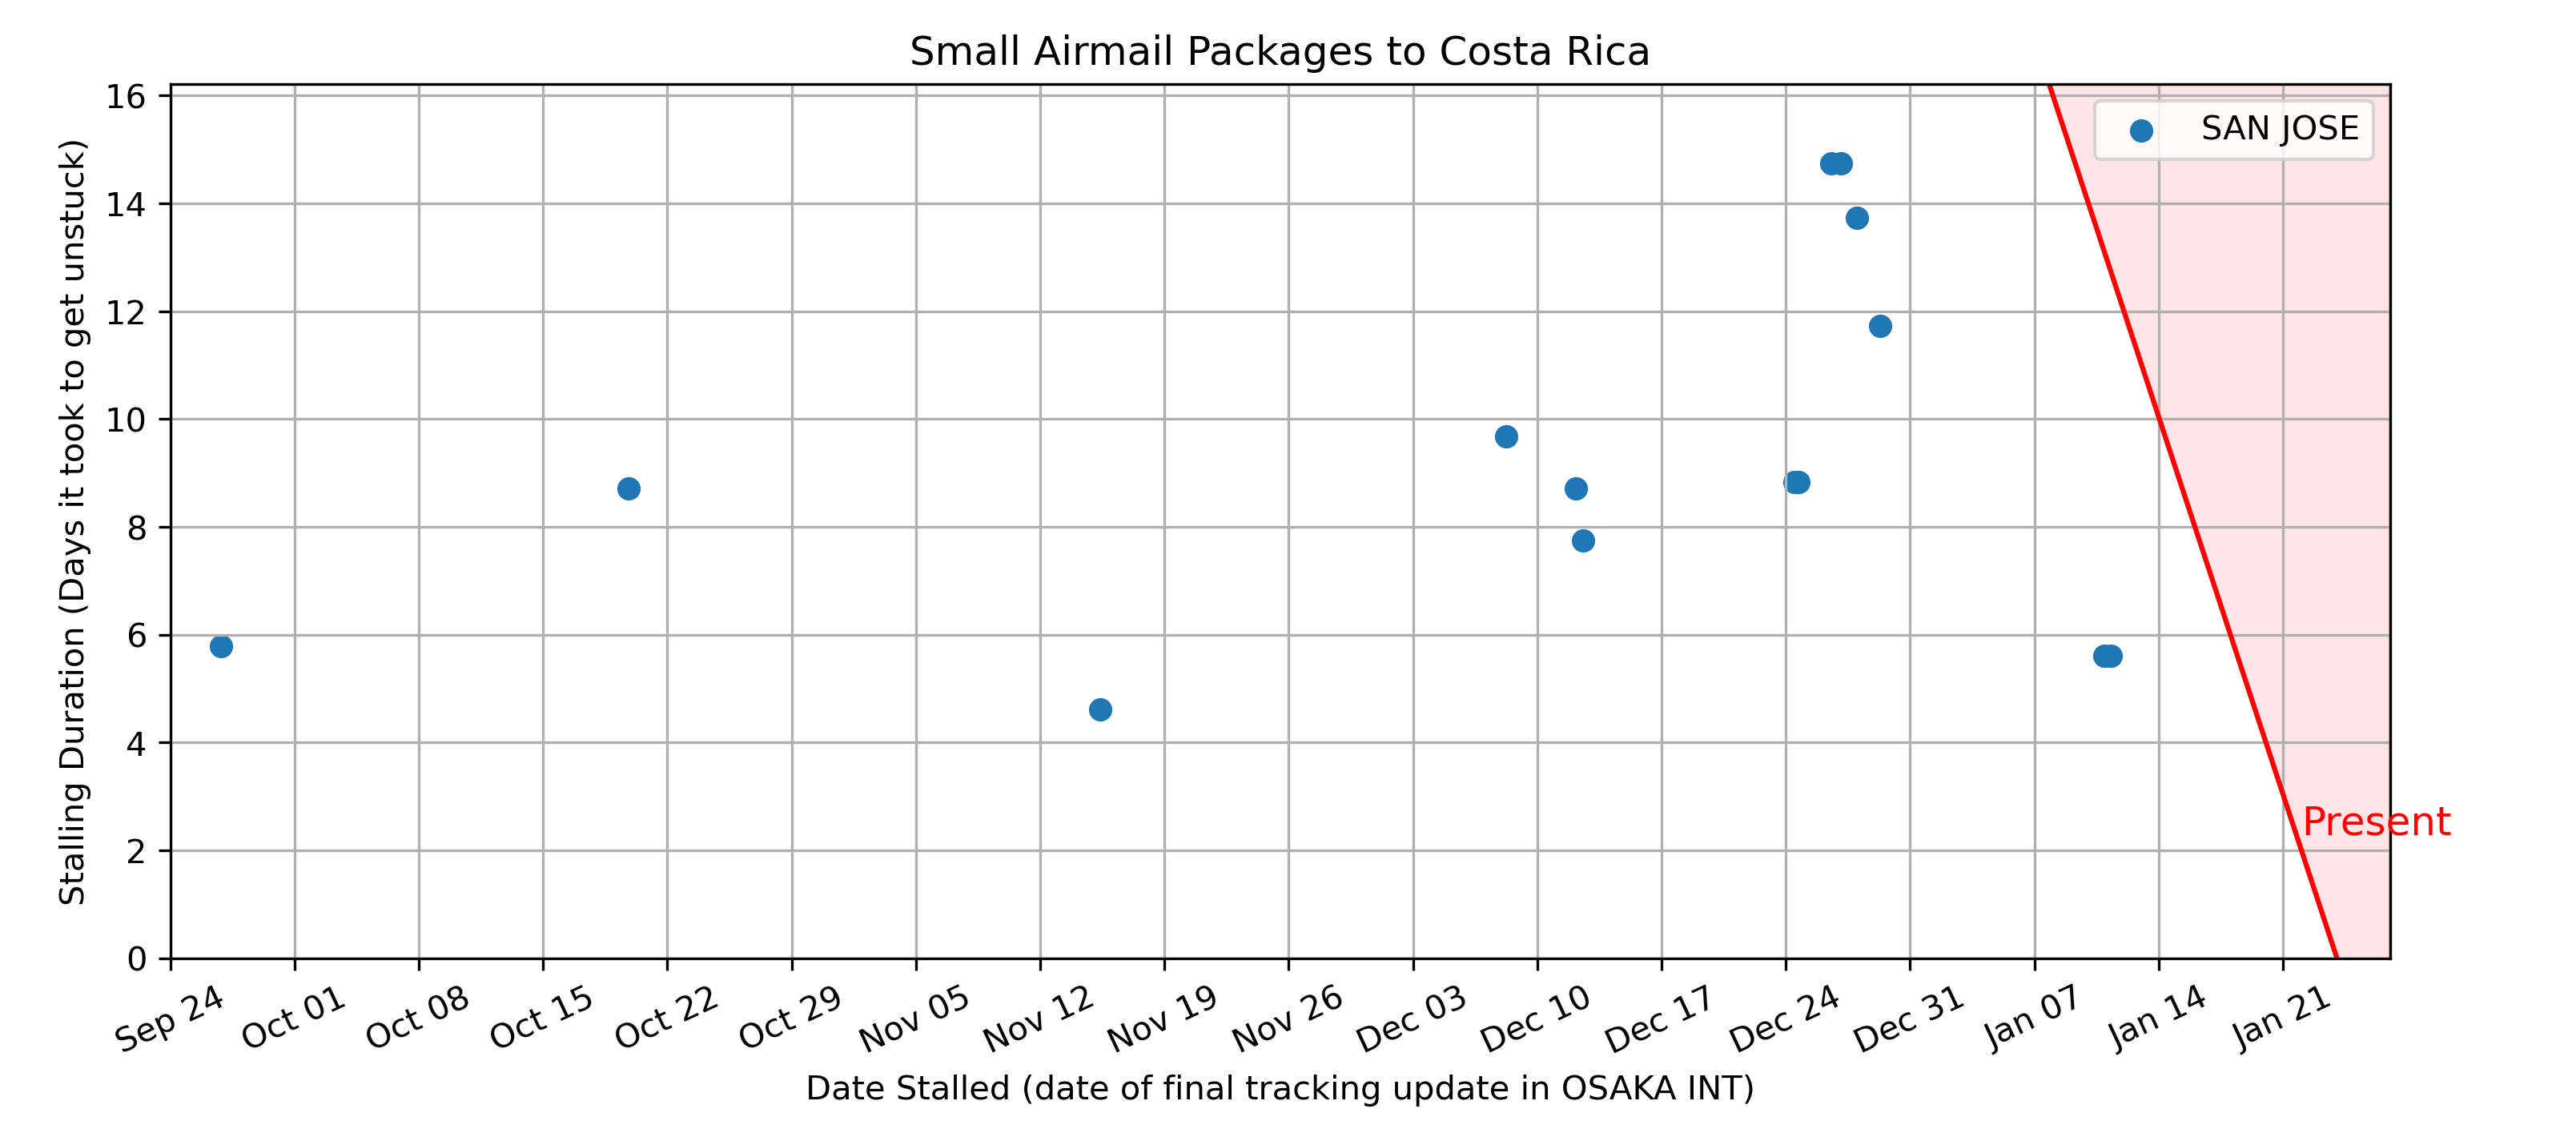 Small Airmail Packages to Costa Rica
Stalling Duration (Days it took to get unstuck)
16
14
12
10
8
6
4
2
0
SAN JOSE
Present
Sep 24
Oct 01
Oct 08
Oct 15
Oct 22
Oct 29
Nov 05
Nov 12
Nov 19
Nov 26
Dec 03
Dec 10
Dec 17
Dec 24
Dec 31
Jan 07
Jan 14
Jan 21
Date Stalled (date of final tracking update in OSAKA INT)